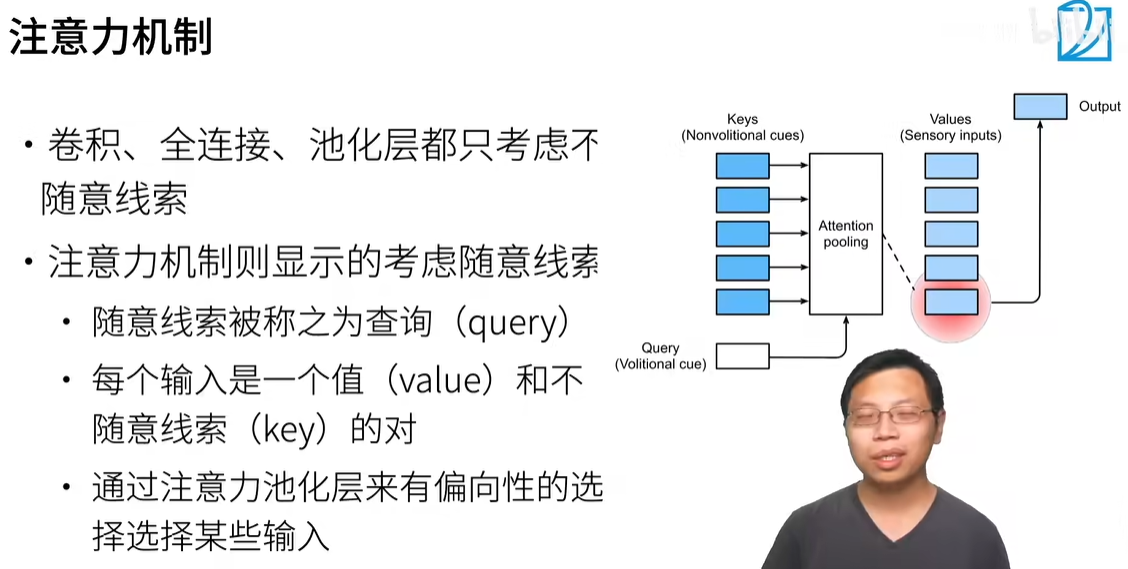 注意力机制
bilibili
• 卷积、全连接、池化层都只考虑不
随意线索
• 注意力机制则显示的考虑随意线索
• 随意线索被称之为查询（query）
• 每个输入是一个值（value）和不
随意线索（key）的对
• 通过注意力池化层来有偏向性的选
择选择某些输入
Keys
(Nonvolitional cues)
Values
(Sensory inputs)
Output
Attention
pooling
Query
(Volitional cue)